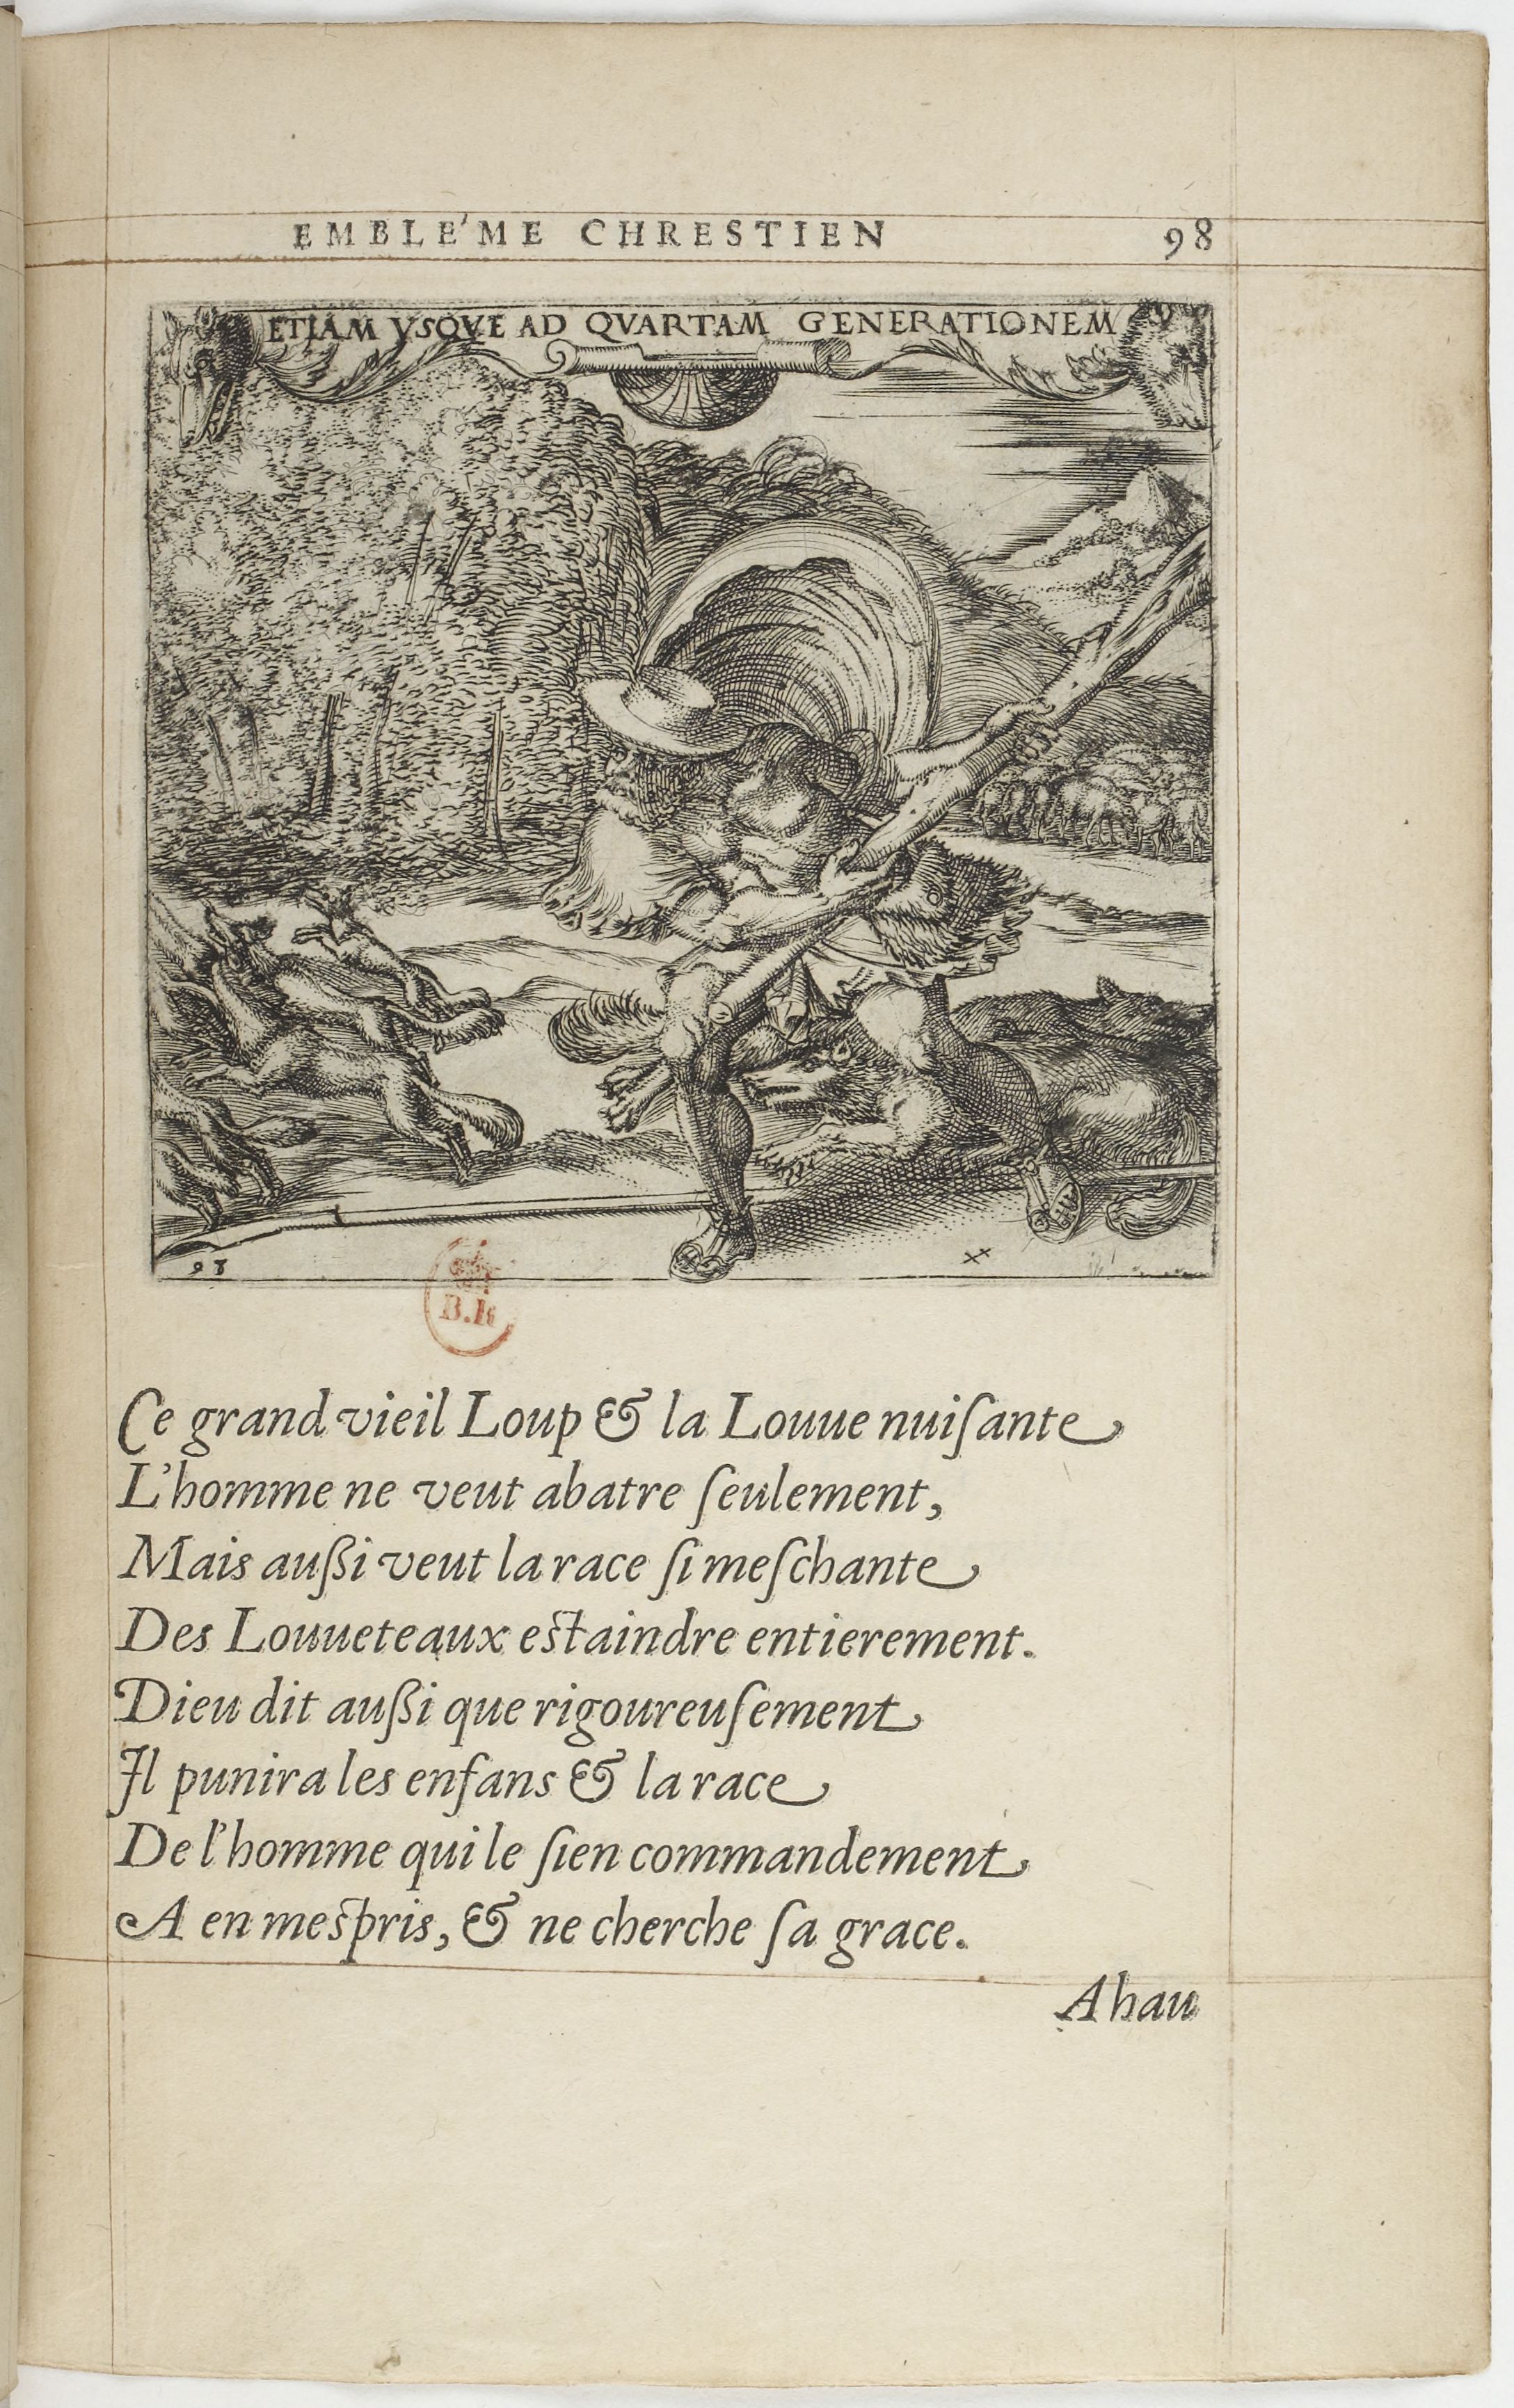 EMBLE'ME CHRESTIEN 98
ETIAM VSQVE AD QVARTAM GENERATIONEM
98
B.R
Ce grand vieil Loup & la Louue nuiſante
L'homme ne veut abatre ſeulement,
Mais außi veut la race ſi meſchante
Des Louueteaux estaindre entierement.
Dieu dit außi que rigoureuſement
Il punira les enfans & la race
De l'homme qui le ſien commandement
A en mespris, & ne cherche ſa grace.
A hau